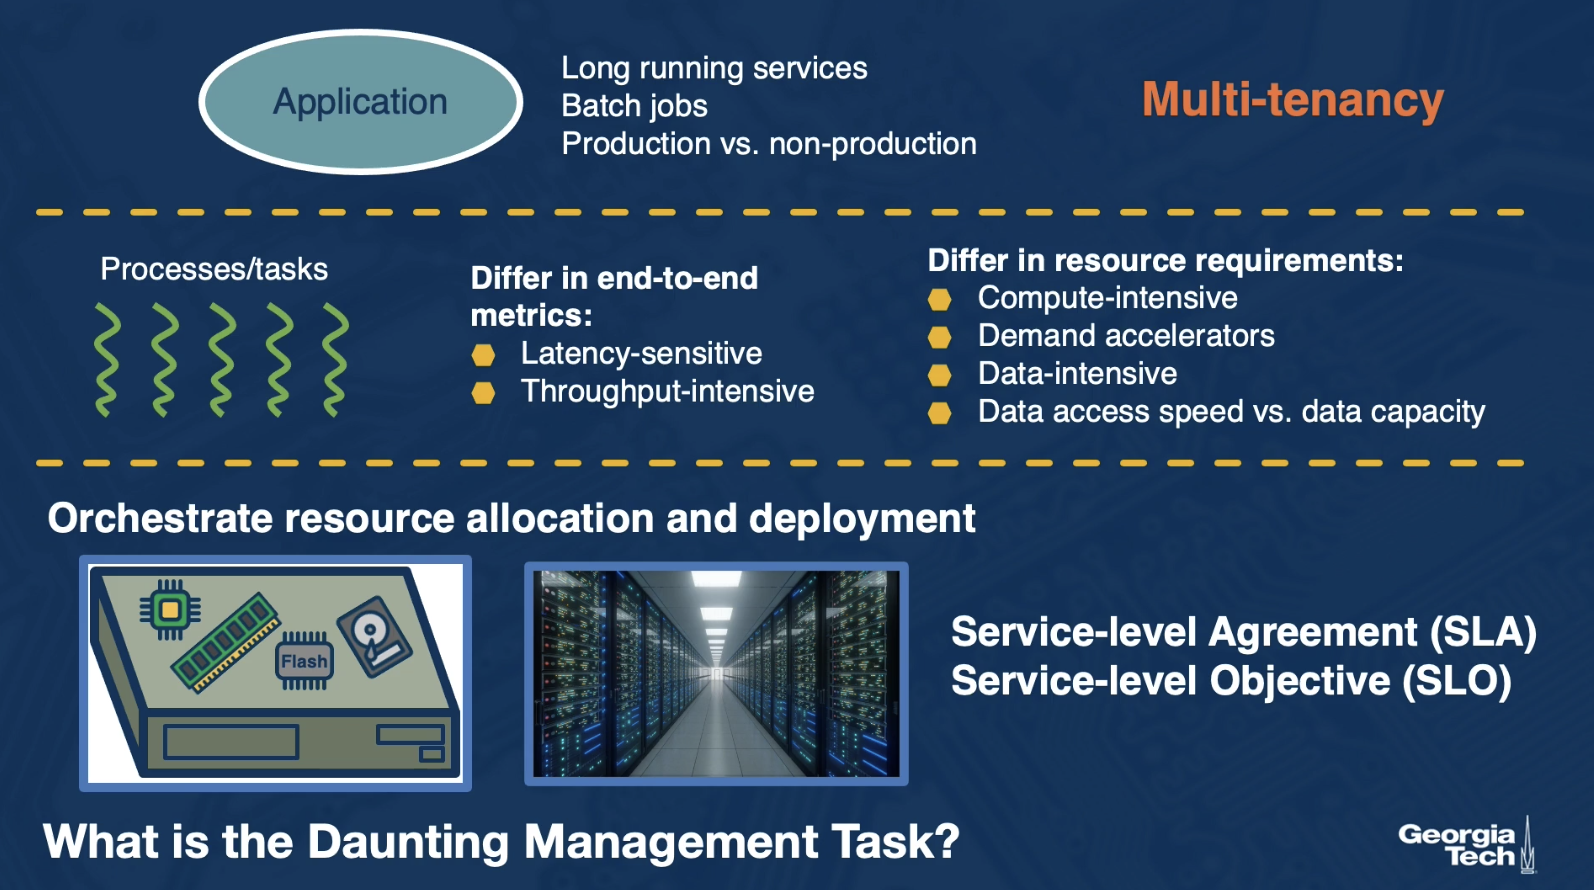 Application
Long running services
Batch jobs
Production vs. non-production
Multi-tenancy
Processes/tasks
Differ in end-to-end
metrics:
Latency-sensitive
Throughput-intensive
Differ in resource requirements:
Compute-intensive
Demand accelerators
Data-intensive
Data access speed vs. data capacity
Orchestrate resource allocation and deployment
Flash
Service-level Agreement (SLA)
Service-level Objective (SLO)
What is the Daunting Management Task?
Georgia
Tech